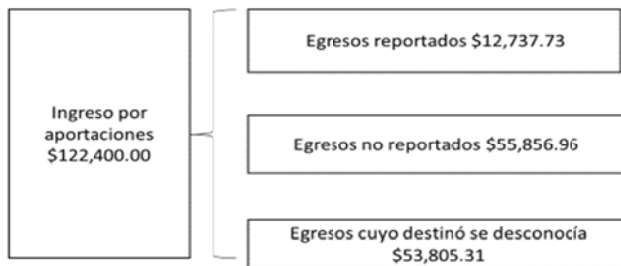 Ingreso por
aportaciones
$122,400.00
Egresos reportados $12,737.73
Egresos no reportados $55,856.96
Egresos cuyo destinó se desconocía
$53,805.31